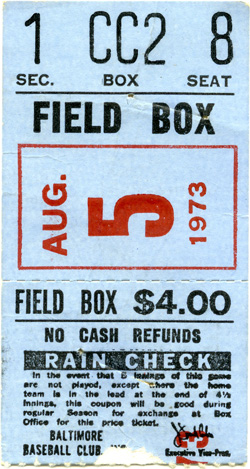 1 CC2 8
SEC. BOX SEAT
FIELD BOX
AUG. 5 1973
FIELD BOX $4.00
NO CASH REFUNDS
RAIN CHECK
In the event that 5 innings of this game
are not played, except where the home
team is in the lead at the end of 4½
Innings, this coupon will be good during
regular Season for exchange at Box
Office for this price ticket.
BALTIMORE
BASEBALL CLUB, INC.
Executive Vice-Pres.